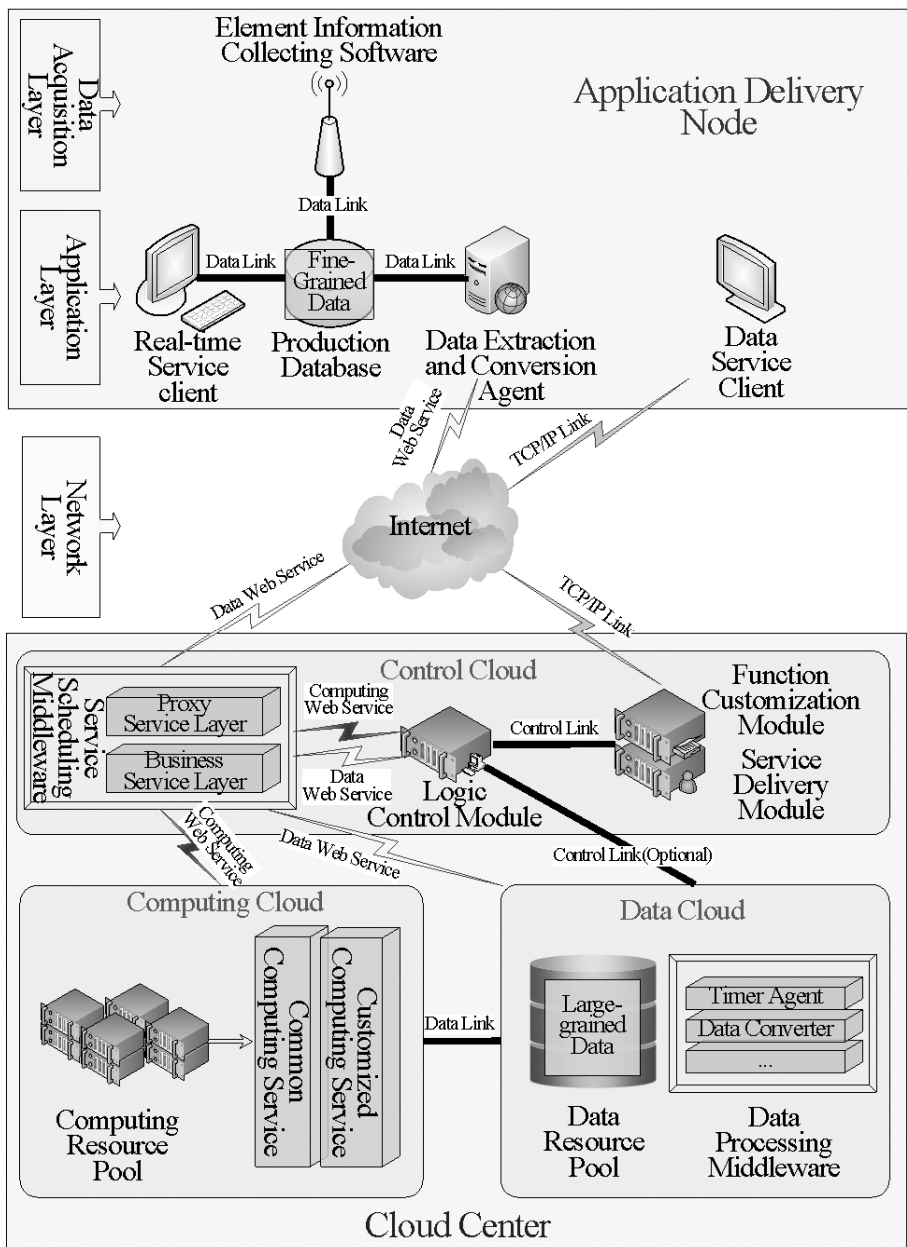 Element Information
Collecting Software
Data
Acquisition
Layer
Application Delivery
Node
Data Link
Application
Layer
Data Link
Fine-
Grained
Data
Data Link
Real-time
Service
client
Production
Database
Data Extraction
and Conversion
Agent
Data
Service
Client
Data
Web Service
TCP/IP Link
Network
Layer
Internet
Data Web Service
TCP/IP Link
Control Cloud
Service
Scheduling
Middleware
Proxy
Service Layer
Business
Service Layer
Computing
Web Service
Data
Web Service
Logic
Control Module
Control Link
Function
Customization
Module
Service
Delivery
Module
Computing
Web Service
Data Web Service
Control Link(Optional)
Computing Cloud
Common
Computing Service
Customized
Computing Service
Computing
Resource
Pool
Data Link
Data Cloud
Large-
grained
Data
Timer Agent
Data Converter
...
Data
Resource
Pool
Data
Processing
Middleware
Cloud Center